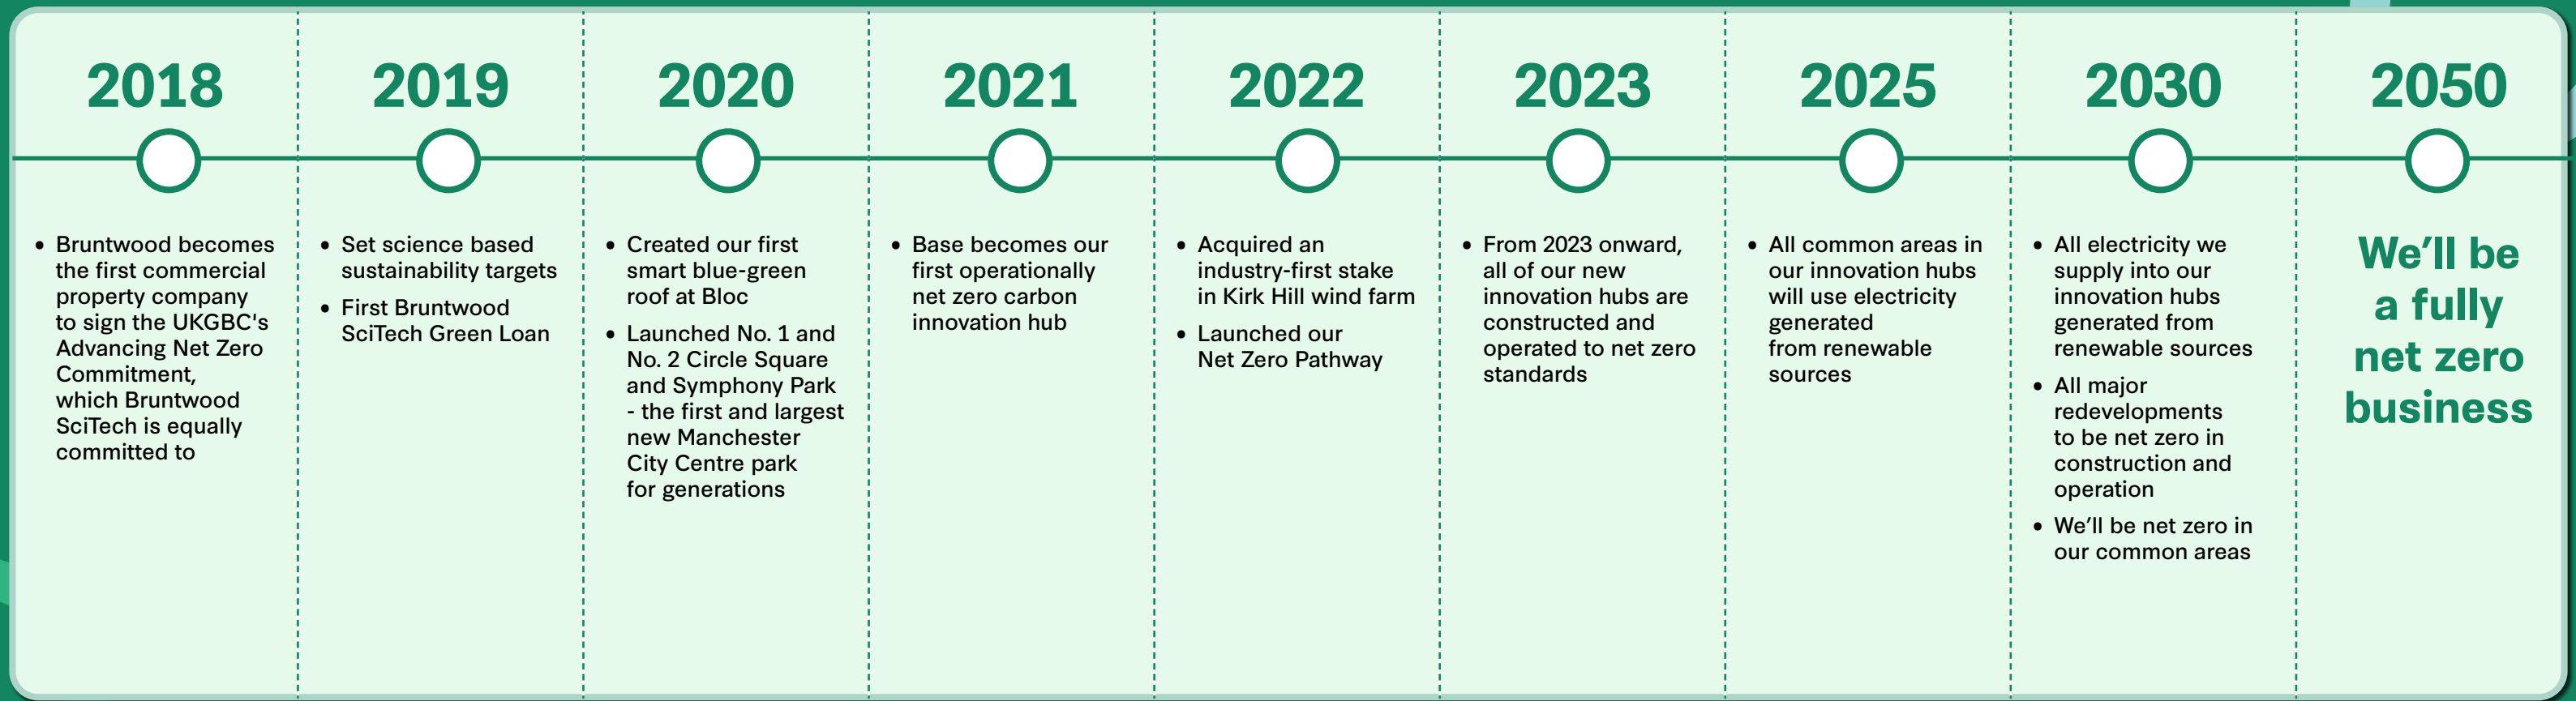 2018
• Bruntwood becomes
the first commercial
property company
to sign the UKGBC's
Advancing Net Zero
Commitment,
which Bruntwood
SciTech is equally
committed to
2019
• Set science based
sustainability targets
• First Bruntwood
SciTech Green Loan
2020
• Created our first
smart blue-green
roof at Bloc
• Launched No. 1 and
No. 2 Circle Square
and Symphony Park
- the first and largest
new Manchester
City Centre park
for generations
2021
• Base becomes our
first operationally
net zero carbon
innovation hub
2022
• Acquired an
industry-first stake
in Kirk Hill wind farm
• Launched our
Net Zero Pathway
2023
• From 2023 onward,
all of our new
innovation hubs are
constructed and
operated to net zero
standards
2025
• All common areas in
our innovation hubs
will use electricity
generated
from renewable
sources
2030
• All electricity we
supply into our
innovation hubs
generated from
renewable sources
• All major
redevelopments
to be net zero in
construction and
operation
• We’ll be net zero in
our common areas
2050
We’ll be
a fully
net zero
business